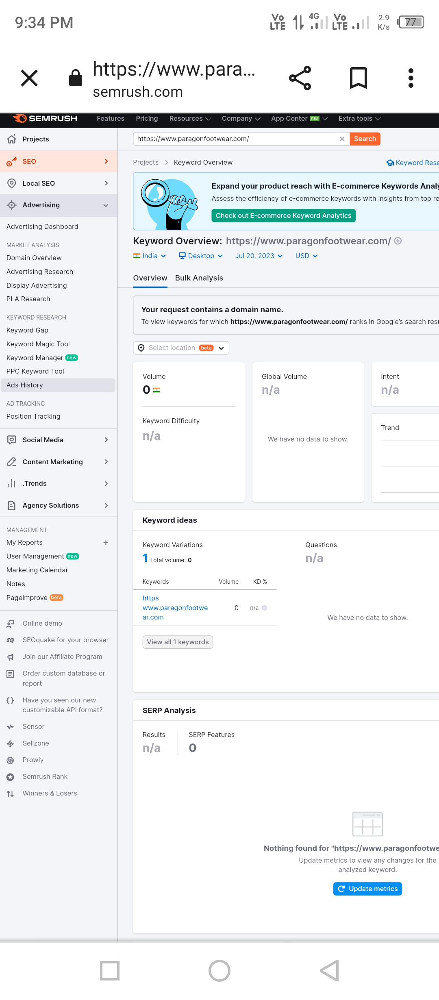 9:34 PM
Vo LTE 4G Vo LTE 2.9 K/s 77
https://www.para...
semrush.com
SEMRUSH Features Pricing Resources Company App Center NEW Extra tools
Projects
https://www.paragonfootwear.com/ Search
SEO
Local SEO
Advertising
Advertising Dashboard
MARKET ANALYSIS
Domain Overview
Advertising Research
Display Advertising
PLA Research
KEYWORD RESEARCH
Keyword Gap
Keyword Magic Tool
Keyword Manager new
PPC Keyword Tool
Ads History
AD TRACKING
Position Tracking
Social Media
Content Marketing
.Trends
Agency Solutions
MANAGEMENT
My Reports +
User Management new
Marketing Calendar
Notes
PageImprove beta
Online demo
SEOquake for your browser
Join our Affiliate Program
Order custom database or
report
Have you seen our new
customizable API format?
Sensor
Sellzone
Prowly
Semrush Rank
Winners & Losers
Projects > Keyword Overview Keyword Rese
Expand your product reach with E-commerce Keywords Analy
Assess the efficiency of e-commerce keywords with insights from top re
Check out E-commerce Keyword Analytics
Keyword Overview: https://www.paragonfootwear.com/
India Desktop Jul 20, 2023 USD
Overview Bulk Analysis
Your request contains a domain name.
To view keywords for which https://www.paragonfootwear.com/ ranks in Google's search resu
Select location beta
Volume
0
Keyword Difficulty
n/a
Global Volume
n/a
We have no data to show.
Intent
n/a
Trend
Keyword ideas
Keyword Variations
1 Total volume: 0
Keywords Volume KD %
https
www.paragonfootwe 0 n/a
ar.com
View all 1 keywords
Questions
n/a
We have no data to show.
SERP Analysis
Results SERP Features
n/a 0
Nothing found for "https://www.paragonfootwe
Update metrics to view any changes for the
analyzed keyword.
Update metrics